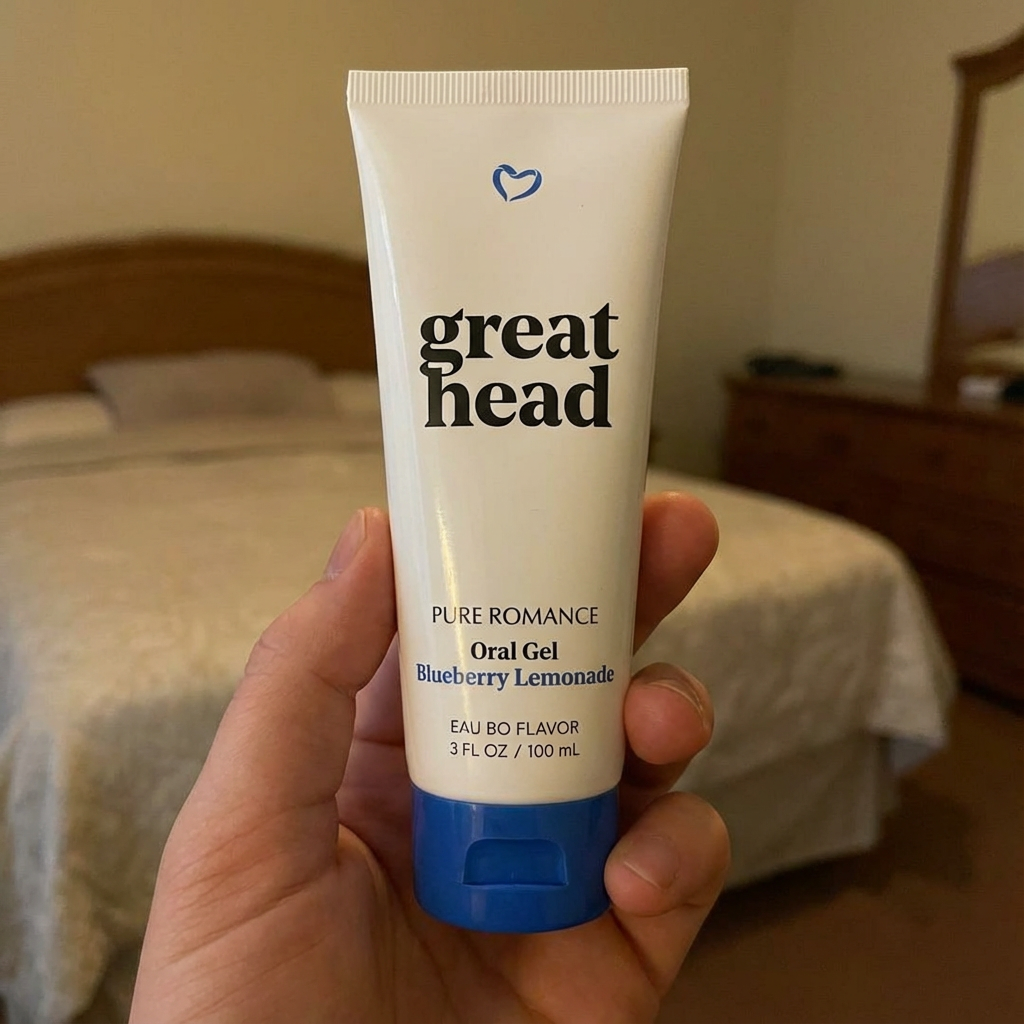 great
head
PURE ROMANCE
Oral Gel
Blueberry Lemonade
EAU BO FLAVOR
3 FL OZ / 100 mL